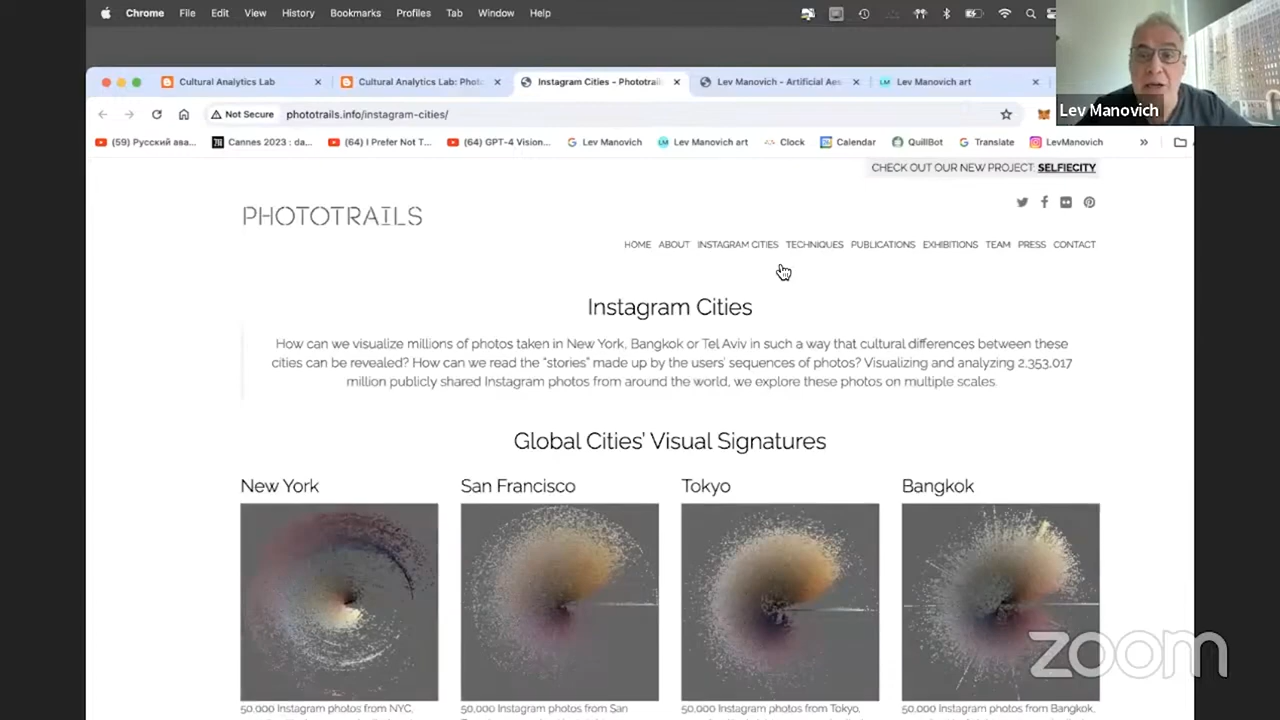 Chrome File Edit View History Bookmarks Profiles Tab Window Help
Cultural Analytics Lab
Cultural Analytics Lab: Photo
Instagram Cities - Phototrails
Lev Manovich - Artificial Aes
Lev Manovich art
Lev Manovich
Not Secure phototrails.info/instagram-cities/
(59) Русский ава... Cannes 2023 : da... (64) I Prefer Not T... (64) GPT-4 Vision... Lev Manovich Lev Manovich art Clock Calendar QuillBot Translate LevManovich »
CHECK OUT OUR NEW PROJECT: SELFIECITY
PHOTOTRAILS
HOME ABOUT INSTAGRAM CITIES TECHNIQUES PUBLICATIONS EXHIBITIONS TEAM PRESS CONTACT
Instagram Cities
How can we visualize millions of photos taken in New York, Bangkok or Tel Aviv in such a way that cultural differences between these
cities can be revealed? How can we read the “stories” made up by the users’ sequences of photos? Visualizing and analyzing 2,353,017
million publicly shared Instagram photos from around the world, we explore these photos on multiple scales.
Global Cities’ Visual Signatures
New York San Francisco Tokyo Bangkok
50,000 Instagram photos from NYC, 50,000 Instagram photos from San 50,000 Instagram photos from Tokyo, 50,000 Instagram photos from Bangkok,
zoom